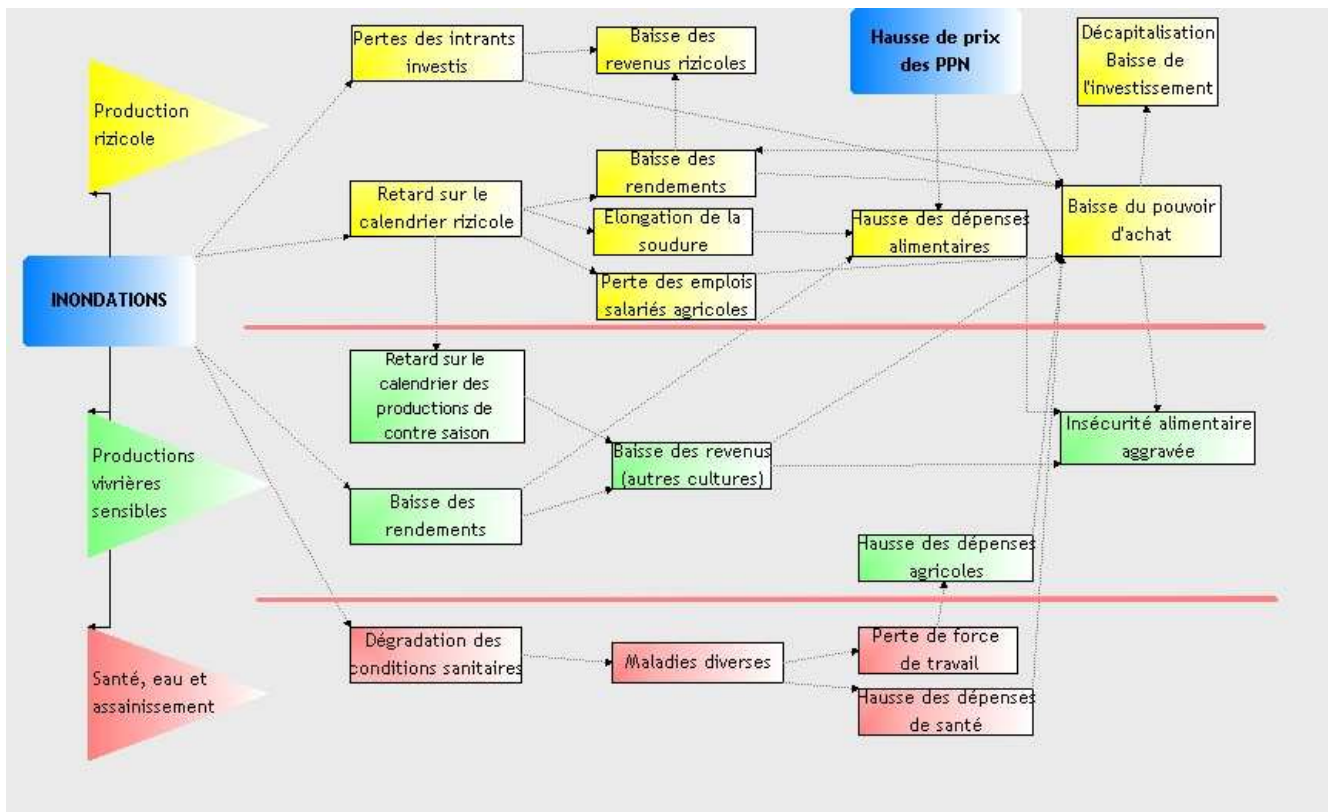 Pertes des intrants
investis
Baisse des
revenus rizicoles
Hausse de prix
des PPN
Décapitalisation
Baisse de
l'investissement
Production
rizicole
Baisse des
rendements
Retard sur le
calendrier rizicole
Elongation de la
soudure
Hausse des dépenses
alimentaires
Baisse du pouvoir
d'achat
INONDATIONS
Perte des emplois
salariés agricoles
Retard sur le
calendrier des
productions de
contre saison
Baisse des revenus
(autres cultures)
Insécurité alimentaire
aggravée
Productions
vivrières
sensibles
Baisse des
rendements
Hausse des dépenses
agricoles
Dégradation des
conditions sanitaires
Maladies diverses
Perte de force
de travail
Santé, eau et
assainissement
Hausse des dépenses
de santé